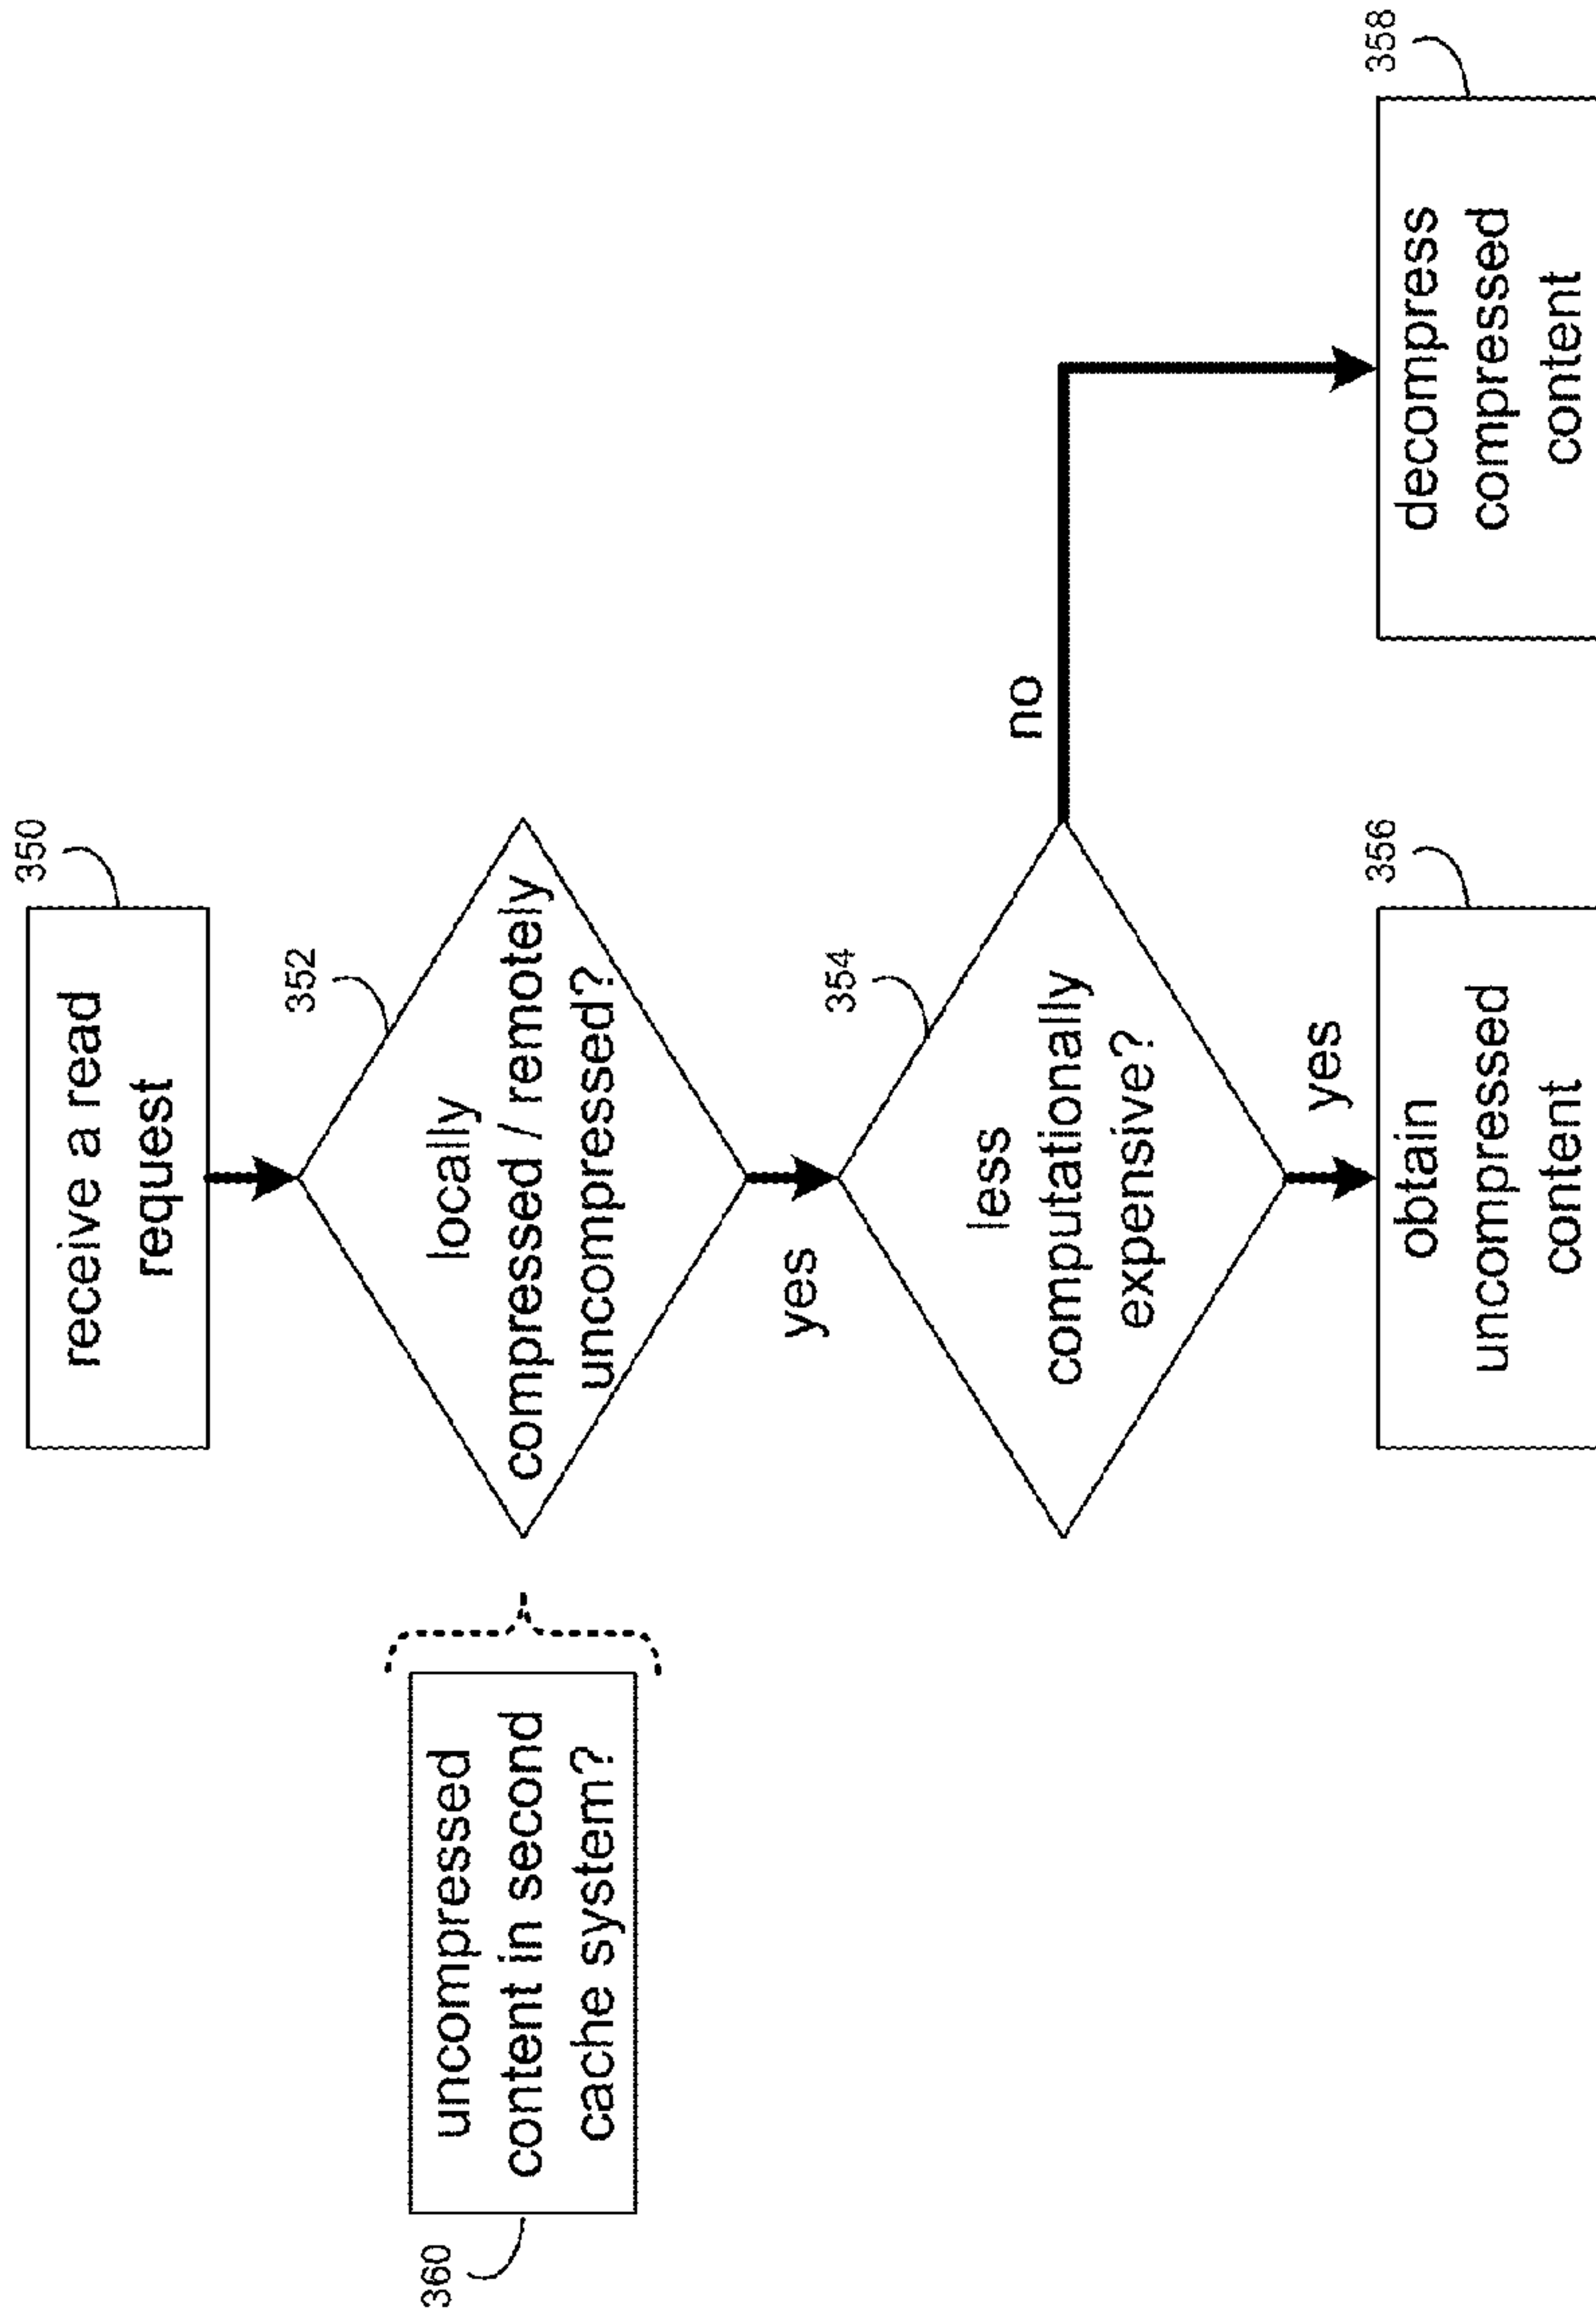 350
receive a read
request
352
locally
compressed / remotely
uncompressed?
360
uncompressed
content in second
cache system?
yes
354
less
computationally
expensive?
no
yes
356
obtain
uncompressed
content
358
decompress
compressed
content